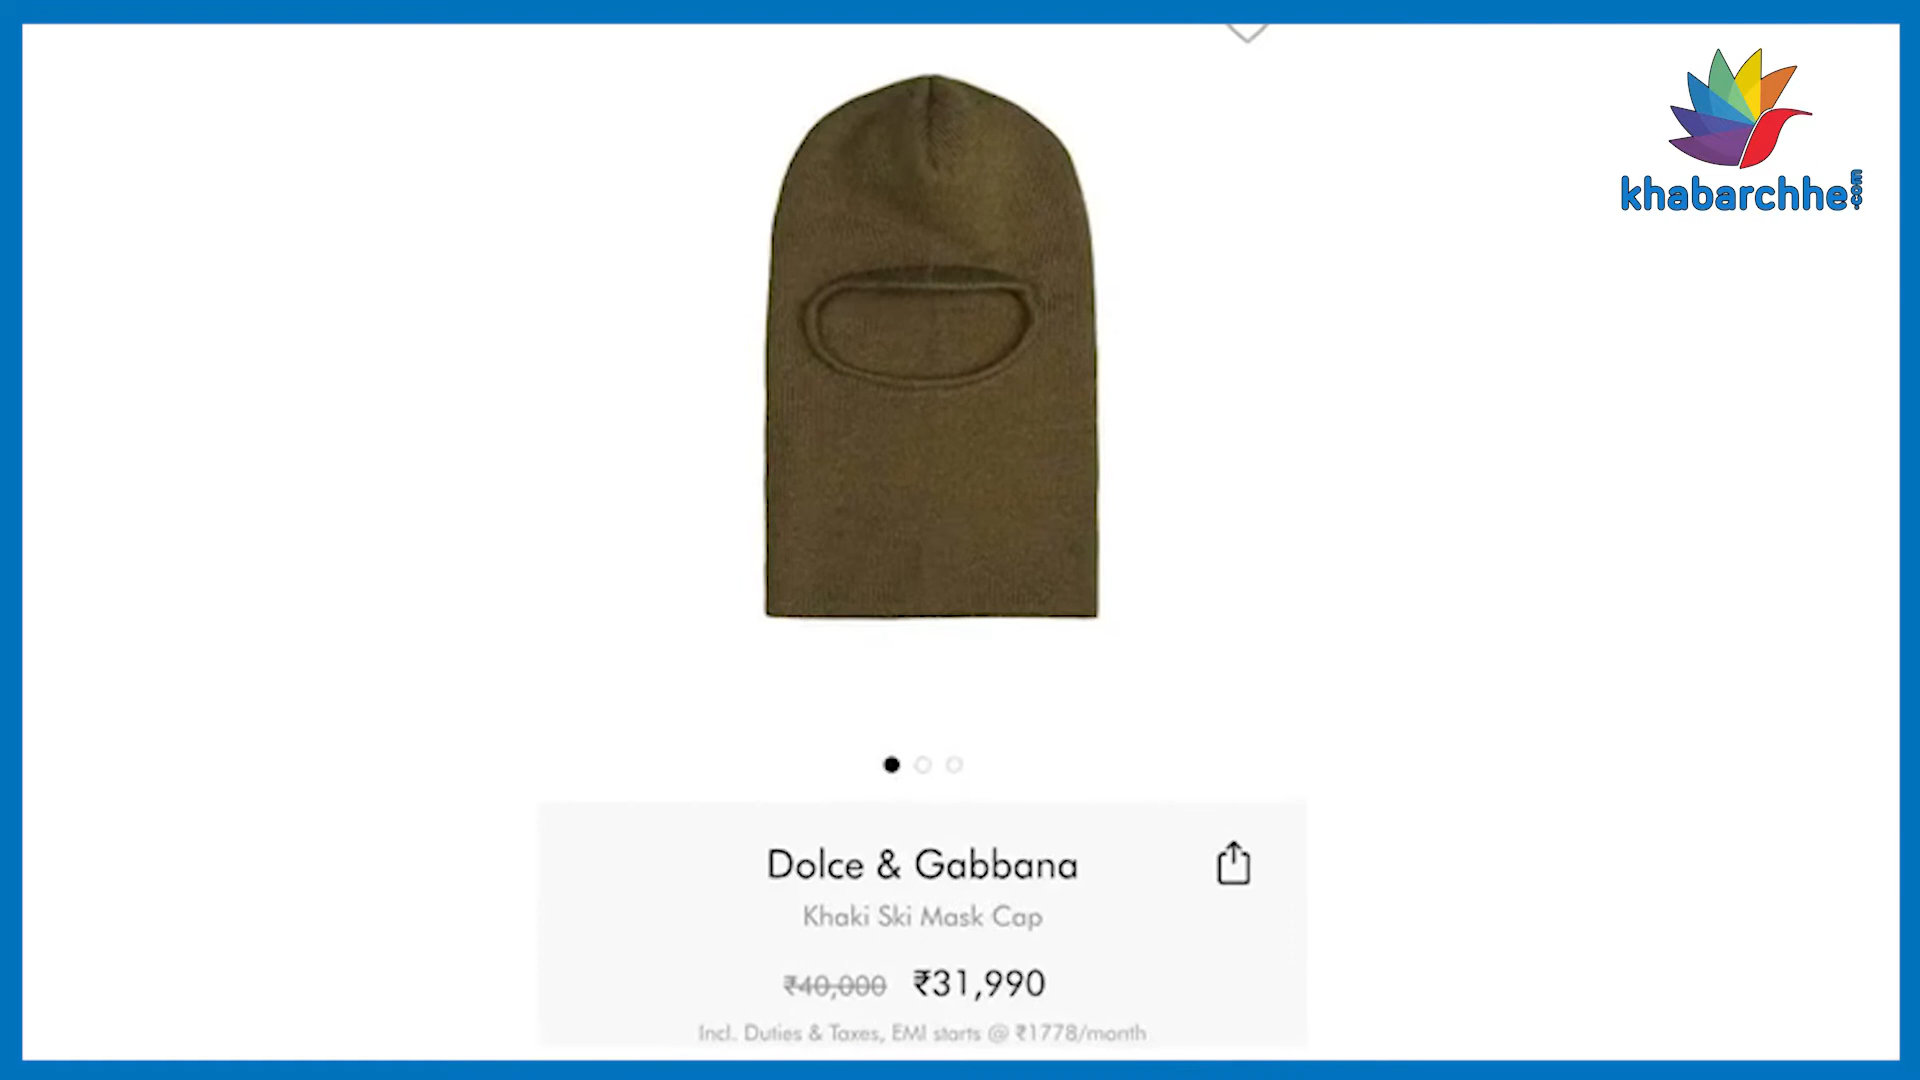 khabarchhe.com
Dolce & Gabbana
Khaki Ski Mask Cap
₹40,000 ₹31,990
Incl. Duties & Taxes, EMI starts @ ₹1778/month